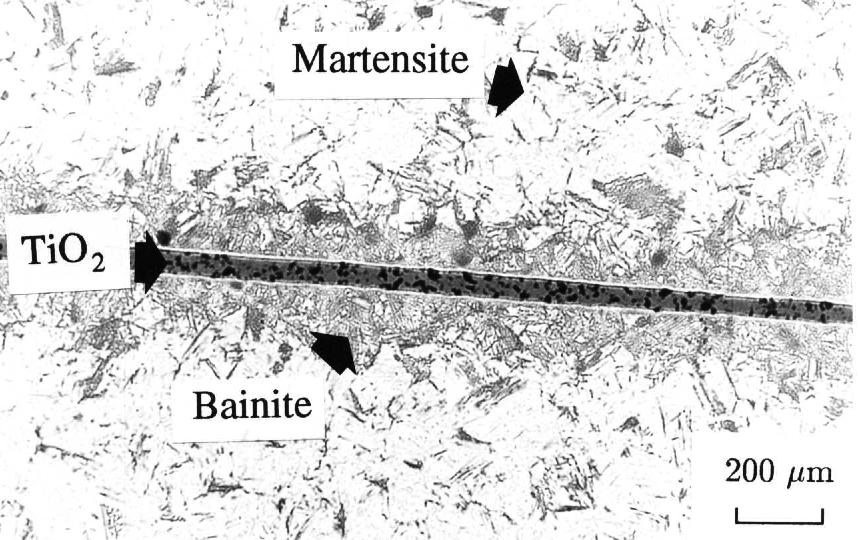 Martensite
TiO₂
Bainite
200 μm